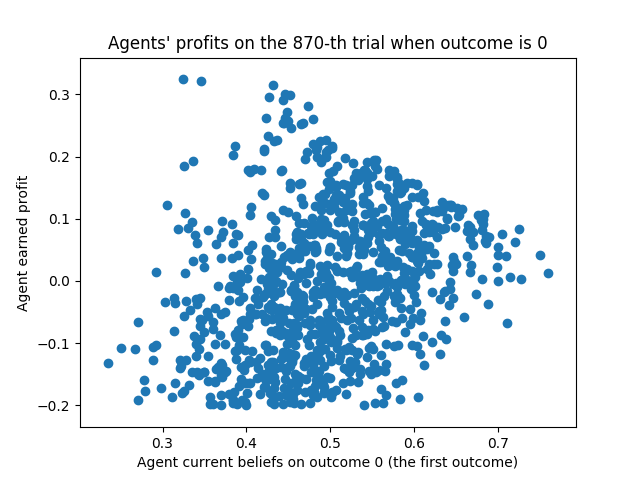 Agents' profits on the 870-th trial when outcome is 0
0.3
0.2
0.1
0.0
−0.1
−0.2
Agent earned profit
0.3 0.4 0.5 0.6 0.7
Agent current beliefs on outcome 0 (the first outcome)